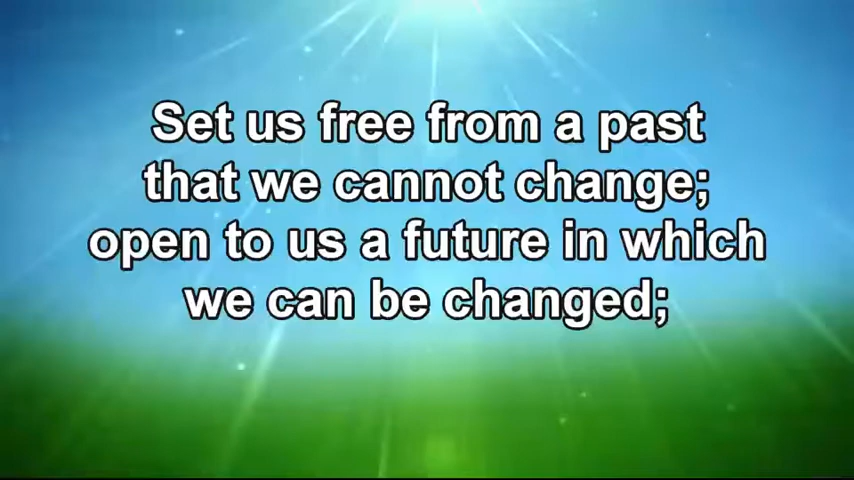 Set us free from a past
that we cannot change;
open to us a future in which
we can be changed;